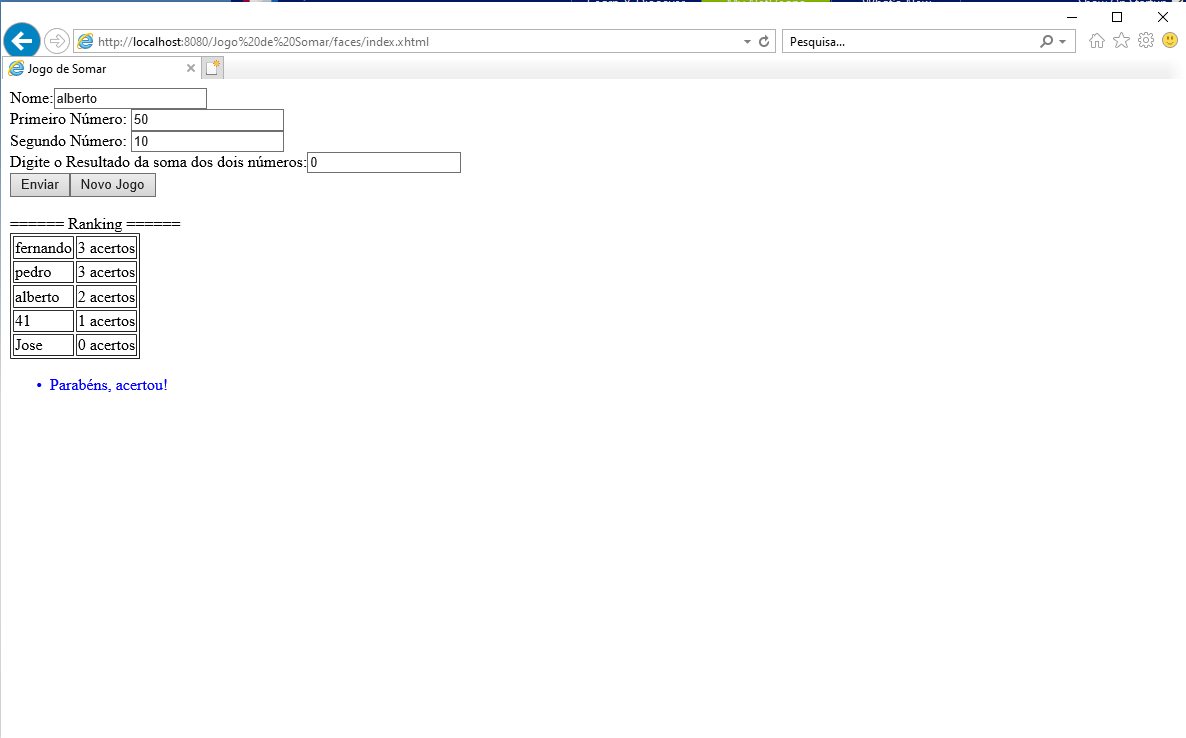 http://localhost:8080/Jogo%20de%20Somar/faces/index.xhtml
Pesquisa...
Jogo de Somar
Nome: alberto
Primeiro Número: 50
Segundo Número: 10
Digite o Resultado da soma dos dois números: 0
Enviar Novo Jogo
====== Ranking ======
fernando 3 acertos
pedro 3 acertos
alberto 2 acertos
41 1 acertos
Jose 0 acertos
• Parabéns, acertou!